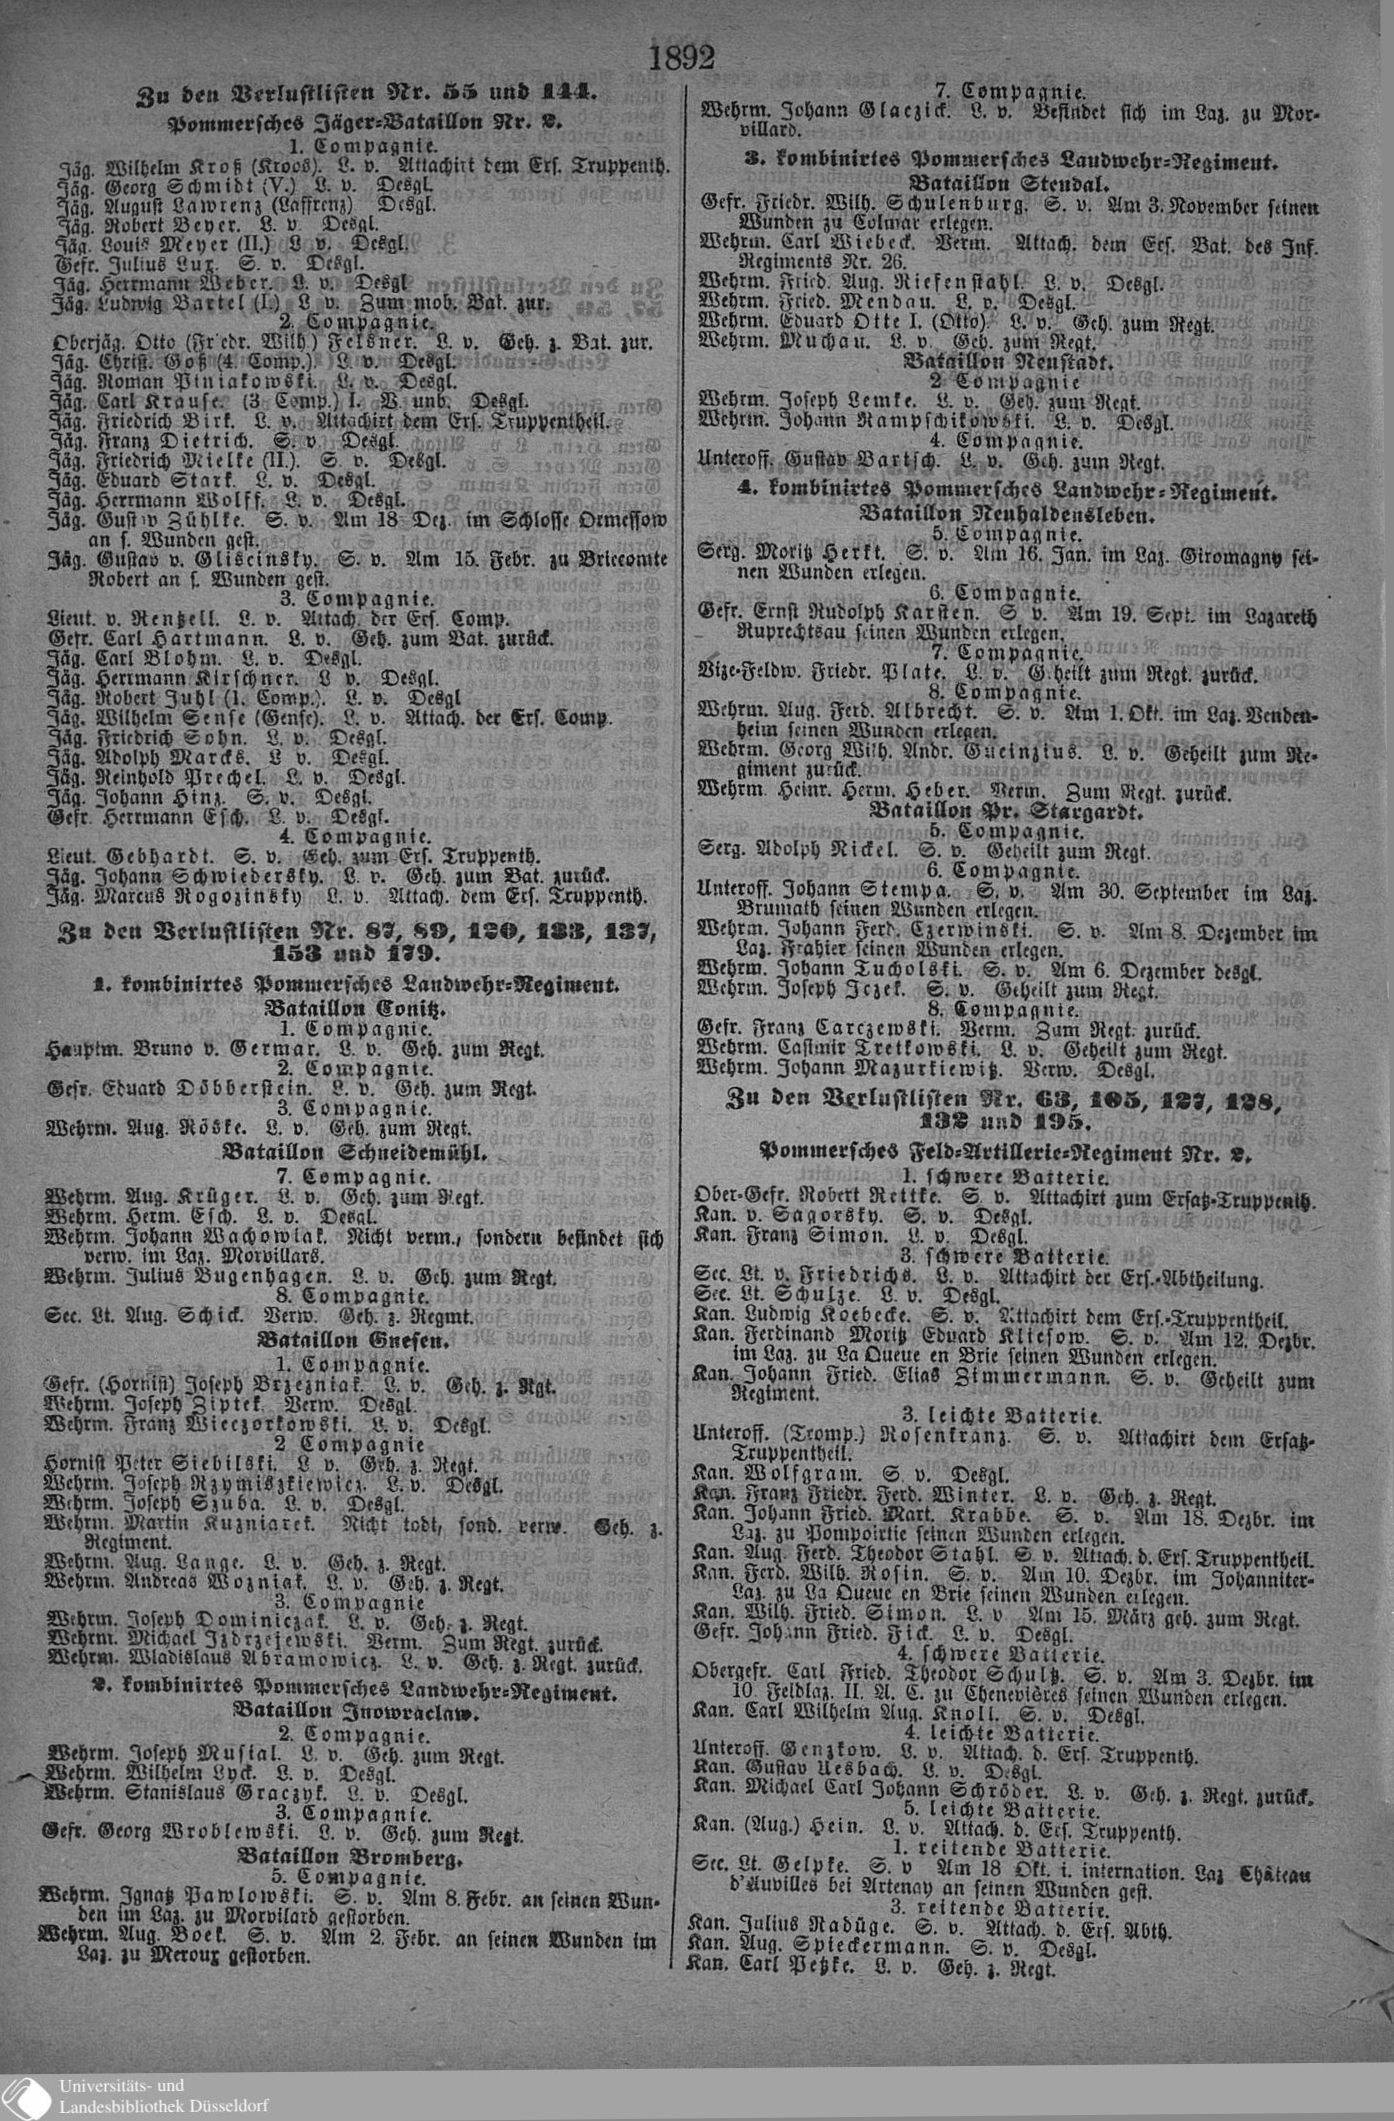 1892
Zu den Verlustlisten Nr. 55 und 144.
Pommersches Jäger-Bataillon Nr. 2.
1. Compagnie.
Jäg. Wilhelm Kroß (Kroos). L. v. Attachirt dem Ers. Truppenth.
Jäg. Georg Schmidt (V.) L. v. Desgl.
Jäg. August Lawrenz (Laffrenz) Desgl.
Jäg. Robert Beyer. L. v. Desgl.
Jäg. Louis Meyer (II.) L. v. Desgl.
Gefr. Julius Lux. S. v. Desgl.
Jäg. Herrmann Weber. L. v. Desgl
Jäg. Ludwig Bartel (I.) L. v. Zum mob. Bat. zur.
2. Compagnie.
Oberjäg. Otto (Friedr. Wilh.) Felsner. L. v. Geh. z. Bat. zur.
Jäg. Christ. Goß (4. Comp.). L. v. Desgl.
Jäg. Roman Piniakowski. L. v. Desgl.
Jäg. Carl Krause. (3 Comp.) I. V. unb. Desgl.
Jäg. Friedrich Birk. L. v. Attachirt dem Ers. Truppentheil.
Jäg. Franz Dietrich. S. v. Desgl.
Jäg. Friedrich Mielke (II.). S. v. Desgl.
Jäg. Eduard Stark. L. v. Desgl.
Jäg. Herrmann Wolff. L. v. Desgl.
Jäg. Gustav Zühlke. S. v. Am 18 Dez. im Schlosse Ormessow
an s. Wunden gest.
Jäg. Gustav v. Gliscinsky. S. v. Am 15. Febr. zu Briecomte
Robert an s. Wunden gest.
3. Compagnie.
Lieut. v. Rentzell. L. v. Attach. der Ers. Comp.
Gefr. Carl Hartmann. L. v. Geh. zum Bat. zurück.
Jäg. Carl Blohm. L. v. Desgl.
Jäg. Herrmann Kirschner. L v. Desgl.
Jäg. Robert Juhl (1. Comp.). L. v. Desgl
Jäg. Wilhelm Sense (Gense). L. v. Attach. der Ers. Comp.
Jäg. Friedrich Sohn. L. v. Desgl.
Jäg. Adolph Marcks. L v. Desgl.
Jäg. Reinhold Prechel. L. v. Desgl.
Jäg. Johann Hinz. S. v. Desgl.
Gefr. Herrmann Esch. L. v. Desgl.
4. Compagnie.
Lieut. Gebhardt. S. v. Geh. zum Ers. Truppenth.
Jäg. Johann Schwiedersky. L. v. Geh. zum Bat. zurück.
Jäg. Marcus Rogozinsky L. v. Attach. dem Ers. Truppenth.
Zu den Verlustlisten Nr. 87, 89, 120, 133, 137,
153 und 179.
1. kombinirtes Pommersches Landwehr-Regiment.
Bataillon Conitz.
1. Compagnie.
Hauptm. Bruno v. Germar. L. v. Geh. zum Regt.
2. Compagnie.
Gefr. Eduard Döbberstein. L. v. Geh. zum Regt.
3. Compagnie.
Wehrm. Aug. Röske. L. v. Geh. zum Regt.
Bataillon Schneidemühl.
7. Compagnie.
Wehrm. Aug. Krüger. L. v. Geh. zum Regt.
Wehrm. Herm. Esch. L. v. Desgl.
Wehrm. Johann Wachowiak. Nicht verm., sondern befindet sich
verw. im Laz. Morvillars.
Wehrm. Julius Bugenhagen. L. v. Geh. zum Regt.
8. Compagnie.
Sec. Lt. Aug. Schick. Verw. Geh. z. Regmt.
Bataillon Gnesen.
1. Compagnie.
Gefr. (Hornist) Joseph Brzezniak. L. v. Geh. z. Rgt.
Wehrm. Joseph Ziptek. Verw. Desgl.
Wehrm. Franz Wieczorkowski. L. v. Desgl.
2 Compagnie
Hornist Peter Siebilski. L v. Geh. z. Regt.
Wehrm. Joseph Rzymiszkiewicz. L. v. Desgl.
Wehrm. Joseph Szuba. L. v. Desgl.
Wehrm. Martin Kuzniarek. Nicht todt, sond. verw. Geh. z.
Regiment.
Wehrm. Aug. Lange. L. v. Geh. z. Regt.
Wehrm. Andreas Wozniak. L. v. Geh. z. Regt.
3. Compagnie
Wehrm. Joseph Dominiczak. L. v. Geh. z. Regt.
Wehrm. Michael Izdrzejewski. Verm. Zum Regt. zurück.
Wehrm. Wladislaus Abramowicz. L. v. Geh. z. Regt. zurück.
2. kombinirtes Pommersches Landwehr-Regiment.
Bataillon Inowraclaw.
2. Compagnie.
Wehrm. Joseph Musial. L. v. Geh. zum Regt.
Wehrm. Wilhelm Lyck. L. v. Desgl.
Wehrm. Stanislaus Graczyk. L. v. Desgl.
3. Compagnie.
Gefr. Georg Wroblewski. L. v. Geh. zum Regt.
Bataillon Bromberg.
5. Compagnie.
Wehrm. Ignatz Pawlowski. S. v. Am 8. Febr. an seinen Wun-
den im Laz. zu Morvilard gestorben.
Wehrm. Aug. Boek. S. v. Am 2. Febr. an seinen Wunden im
Laz. zu Meroux gestorben.
7. Compagnie.
Wehrm. Johann Glaczick. L. v. Befindet sich im Laz. zu Mor-
villard.
3. kombinirtes Pommersches Landwehr-Regiment.
Bataillon Stendal.
Gefr. Friedr. Wilh. Schulenburg. S. v. Am 3. November seinen
Wunden zu Colmar erlegen.
Wehrm. Carl Wiebeck. Verm. Attach. dem Ers. Bat. des Inf.
Regiments Nr. 26.
Wehrm. Fried. Aug. Riefenstahl. L. v. Desgl.
Wehrm. Fried. Mendau. L. v. Desgl.
Wehrm. Eduard Otte I. (Otto). L. v. Geh. zum Regt.
Wehrm. Muchau. L. v. Geh. zum Regt.
Bataillon Neustadt.
2 Compagnie
Wehrm. Joseph Lemke. L. v. Geh. zum Regt.
Wehrm. Johann Rampschikowski. L. v. Desgl.
4. Compagnie.
Unteroff. Gustav Bartsch. L. v. Geh. zum Regt.
4. kombinirtes Pommersches Landwehr-Regiment.
Bataillon Neuhaldensleben.
5. Compagnie.
Serg. Moritz Herkt. S. v. Am 16. Jan. im Laz. Giromagny sei-
nen Wunden erlegen.
6. Compagnie.
Gefr. Ernst Rudolph Karsten. S v. Am 19. Sept. im Lazareth
Ruprechtsau seinen Wunden erlegen.
7. Compagnie.
Vize-Feldw. Friedr. Plate. L. v. Geheilt zum Regt. zurück.
8. Compagnie.
Wehrm. Aug. Ferd. Albrecht. S. v. Am 1. Okt. im Laz. Venden-
heim seinen Wunden erlegen.
Wehrm. Georg Wilh. Andr. Gueinzius. L. v. Geheilt zum Re-
giment zurück.
Wehrm. Heinr. Herm. Heber. Verm. Zum Regt. zurück.
Bataillon Pr. Stargardt.
5. Compagnie.
Serg. Adolph Nickel. S. v. Geheilt zum Regt.
6. Compagnie.
Unteroff. Johann Stempa. S. v. Am 30. September im Laz.
Brumath seinen Wunden erlegen.
Wehrm. Johann Ferd. Czerwinski. S. v. Am 8. Dezember im
Laz. Frahier seinen Wunden erlegen.
Wehrm. Johann Tucholski. S. v. Am 6. Dezember desgl.
Wehrm. Joseph Jczek. S. v. Geheilt zum Regt.
8. Compagnie.
Gefr. Franz Carczewski. Verm. Zum Regt. zurück.
Wehrm. Casimir Tretkowski. L. v. Geheilt zum Regt.
Wehrm. Johann Mazurkiewitz. Verw. Desgl.
Zu den Verlustlisten Nr. 63, 105, 127, 128,
132 und 195.
Pommersches Feld-Artillerie-Regiment Nr. 2.
1. schwere Batterie.
Ober-Gefr. Robert Rettke. S v. Attachirt zum Ersatz-Truppenth.
Kan. v. Sagorsky. S. v. Desgl.
Kan. Franz Simon. L. v. Desgl.
3. schwere Batterie.
Sec. Lt. v. Friedrichs. L. v. Attachirt der Ers.-Abtheilung.
Sec. Lt. Schulze. L. v. Desgl.
Kan. Ludwig Koebecke. S. v. Attachirt dem Ers.-Truppentheil.
Kan. Ferdinand Moritz Eduard Kliesow. S. v. Am 12. Dezbr.
im Laz. zu La Queue en Brie seinen Wunden erlegen.
Kan. Johann Fried. Elias Zimmermann. S. v. Geheilt zum
Regiment.
3. leichte Batterie.
Unteroff. (Tromp.) Rosenkranz. S. v. Attachirt dem Ersatz-
Truppentheil.
Kan. Wolfgram. S. v. Desgl.
Kan. Franz Friedr. Ferd. Winter. L. v. Geh. z. Regt.
Kan. Johann Fried. Mart. Krabbe. S. v. Am 18. Dezbr. im
Laz. zu Pompoirtie seinen Wunden erlegen.
Kan. Aug. Ferd. Theodor Stahl. S v. Attach. d. Ers. Truppentheil.
Kan. Ferd. Wilh. Rosin. S. v. Am 10. Dezbr. im Johanniter-
Laz. zu La Queue en Brie seinen Wunden erlegen.
Kan. Wilh. Fried. Simon. L. v Am 15. März geh. zum Regt.
Gefr. Johann Fried. Fick. L. v. Desgl.
4. schwere Batterie.
Obergefr. Carl Fried. Theodor Schultz. S. v. Am 3. Dezbr. im
10. Feldlaz. II. A. C. zu Chenevières seinen Wunden erlegen.
Kan. Carl Wilhelm Aug. Knoll. S. v. Desgl.
4. leichte Batterie.
Unteroff. Genzkow. L. v. Attach. d. Ers. Truppenth.
Kan. Gustav Uesbach. L. v. Desgl.
Kan. Michael Carl Johann Schröder. L. v. Geh. z. Regt. zurück.
5. leichte Batterie.
Kan. (Aug.) Hein. L. v. Attach. d. Ers. Truppenth.
1. reitende Batterie.
Sec. Lt. Gelpke. S. v Am 18 Okt. i. internation. Laz Château
d'Auvilles bei Artenay an seinen Wunden gest.
3. reitende Batterie.
Kan. Julius Radüge. S. v. Attach. d. Ers. Abth.
Kan. Aug. Spieckermann. S. v. Desgl.
Kan. Carl Petzke. L. v. Geh. z. Regt.
Universitäts- und
Landesbibliothek Düsseldorf